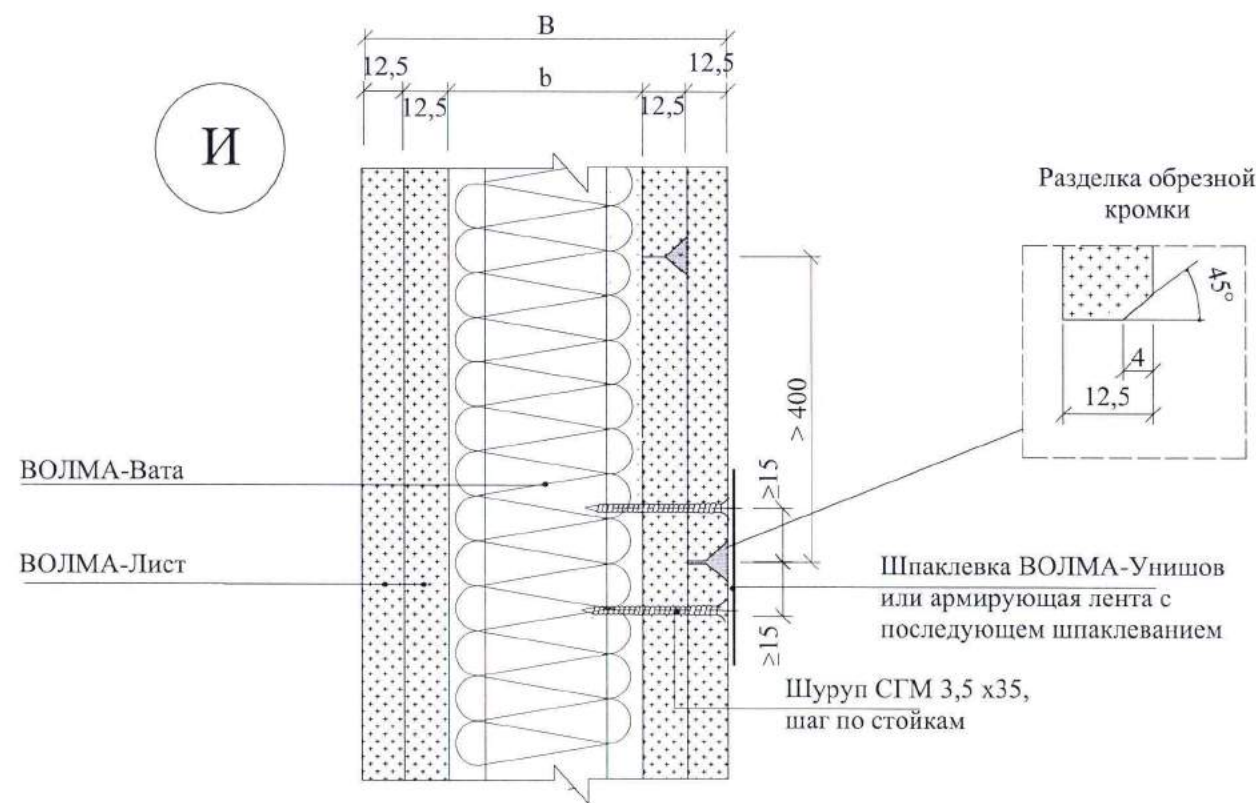 B
12,5
12,5
b
12,5
12,5
И
Разделка обрезной
кромки
45°
4
12,5
> 400
≥15
≥15
ВОЛМА-Вата
ВОЛМА-Лист
Шпаклевка ВОЛМА-Унишов
или армирующая лента с
последующем шпаклеванием
Шуруп СГМ 3,5 х35,
шаг по стойкам